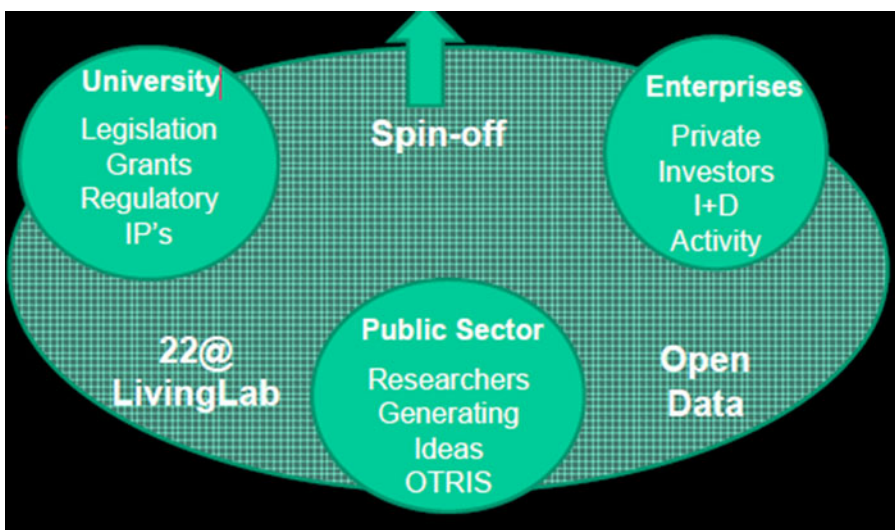 University
Legislation
Grants
Regulatory
IP's
Spin-off
Enterprises
Private
Investors
I+D
Activity
22@
LivingLab
Public Sector
Researchers
Generating
Ideas
OTRIS
Open
Data